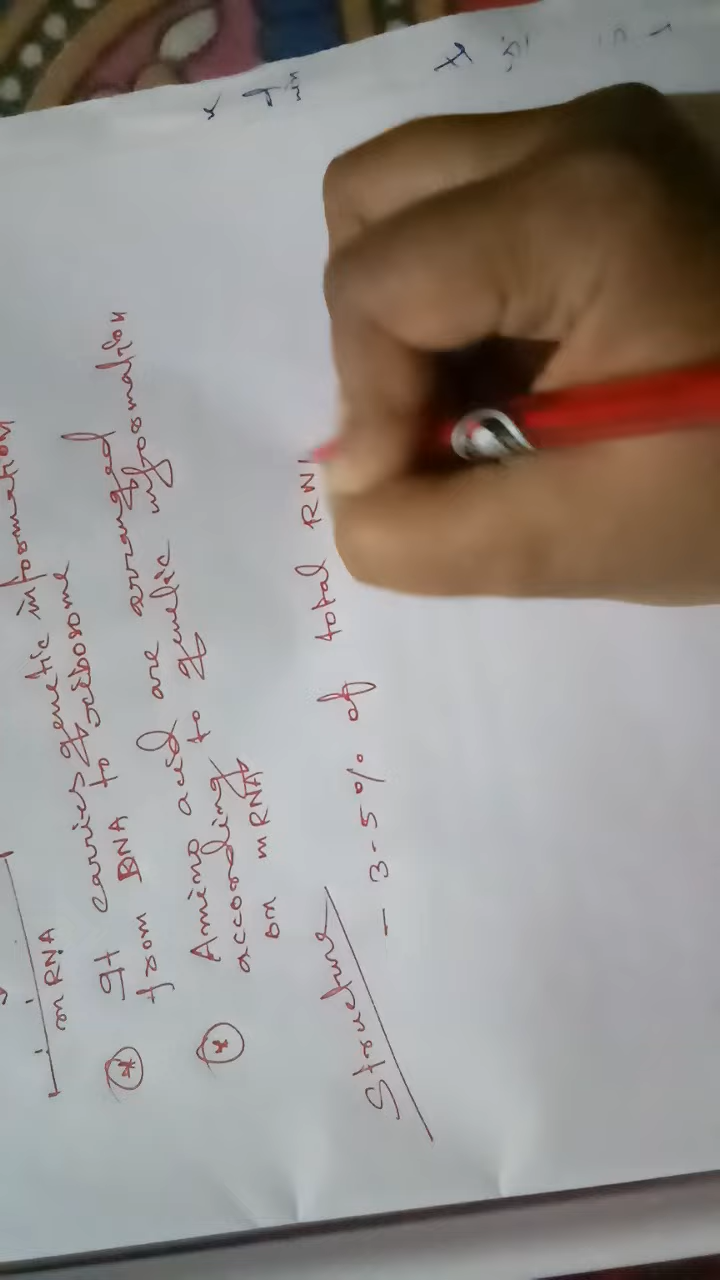 mRNA
* It carries genetic information
from DNA to ribosome
* Amino acid are arranged
according to genetic information
on mRNA
Structure
- 3-5% of total RN